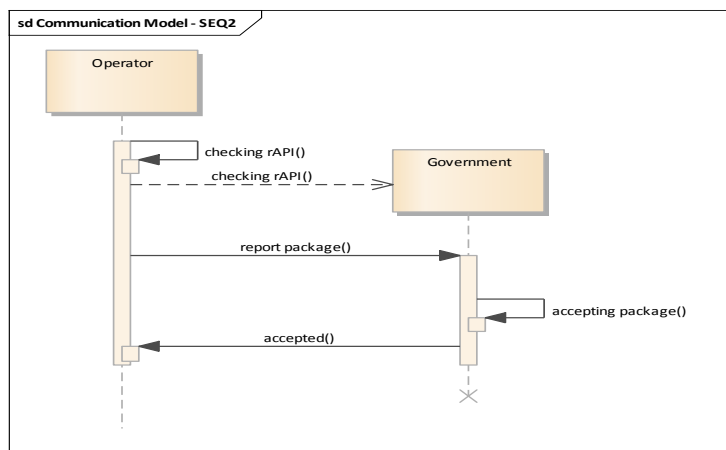 sd Communication Model - SEQ2
Operator
checking rAPI()
Government
checking rAPI()
report package()
accepting package()
accepted()